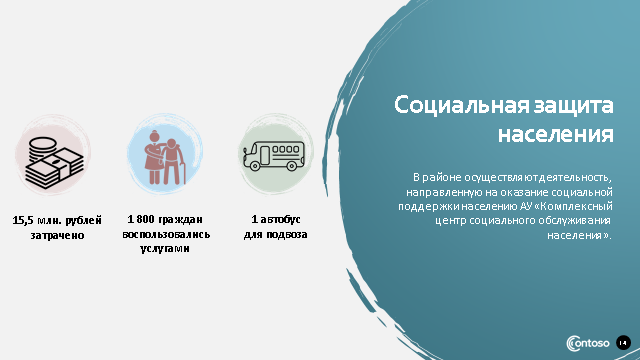 Социальная защита
населения
В районе осуществляют деятельность,
направленную на оказание социальной
поддержки населению АУ «Комплексный
центр социального обслуживания
населения».
15,5 млн. рублей
затрачено
1 800 граждан
воспользовались
услугами
1 автобус
для подвоза
Contoso
14